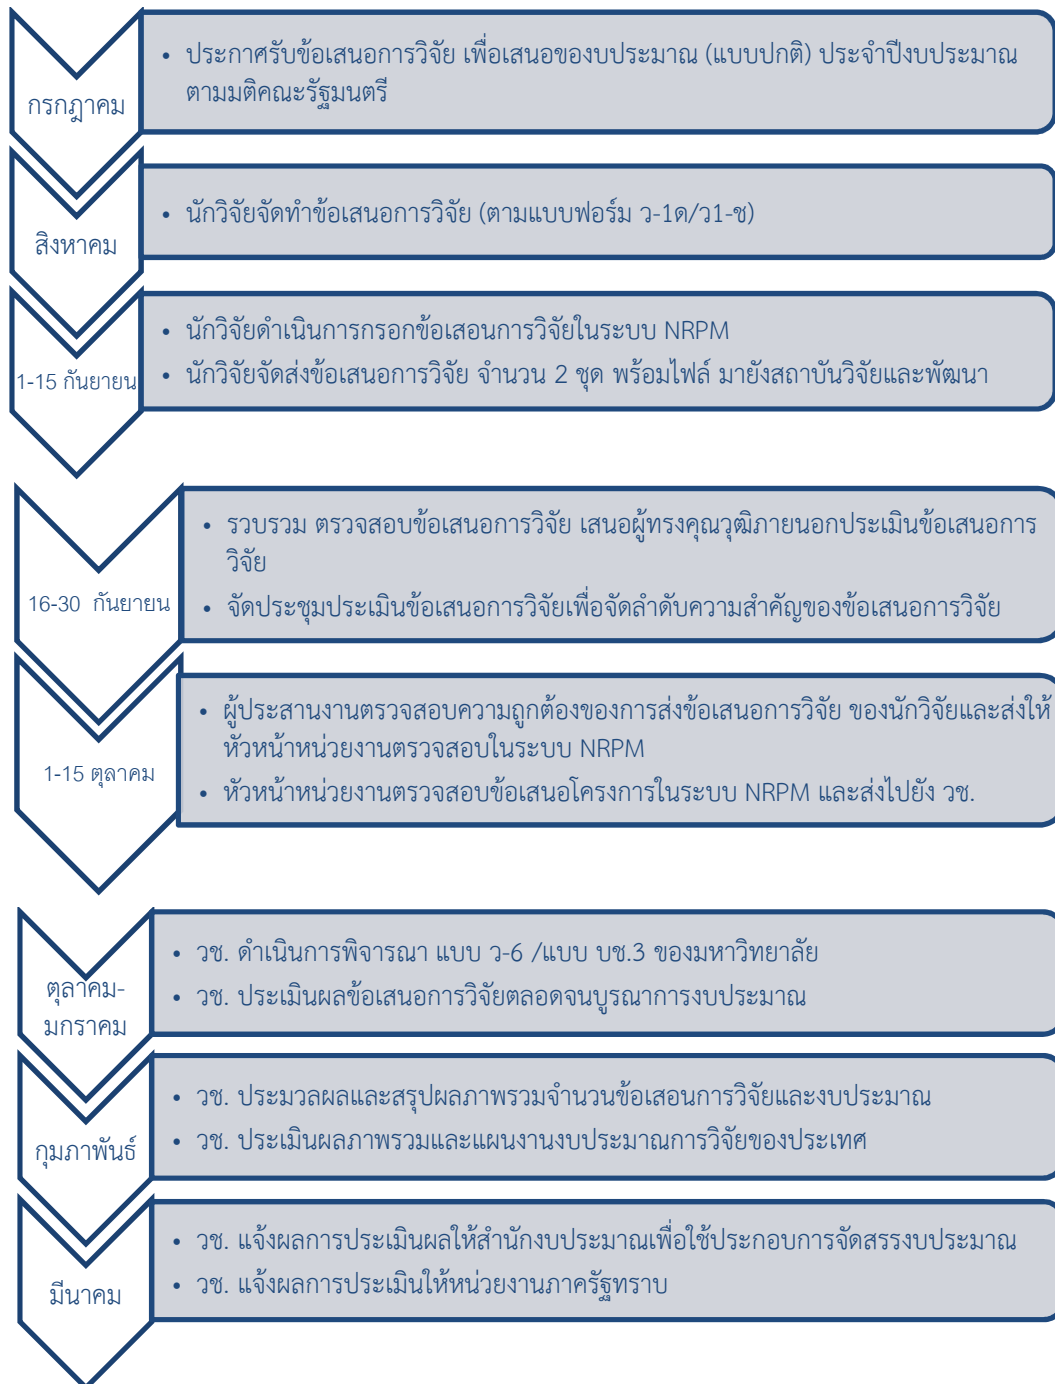 กรกฎาคม
• ประกาศรับข้อเสนอการวิจัย เพื่อเสนอของบประมาณ (แบบปกติ) ประจำปีงบประมาณ
ตามมติคณะรัฐมนตรี
สิงหาคม
• นักวิจัยจัดทำข้อเสนอการวิจัย (ตามแบบฟอร์ม ว-1ด/ว1-ช)
1-15 กันยายน
• นักวิจัยดำเนินการกรอกข้อเสนอการวิจัยในระบบ NRPM
• นักวิจัยจัดส่งข้อเสนอการวิจัย จำนวน 2 ชุด พร้อมไฟล์ มายังสถาบันวิจัยและพัฒนา
16-30 กันยายน
• รวบรวม ตรวจสอบข้อเสนอการวิจัย เสนอผู้ทรงคุณวุฒิภายนอกประเมินข้อเสนอการ
วิจัย
• จัดประชุมประเมินข้อเสนอการวิจัยเพื่อจัดลำดับความสำคัญของข้อเสนอการวิจัย
1-15 ตุลาคม
• ผู้ประสานงานตรวจสอบความถูกต้องของการส่งข้อเสนอการวิจัย ของนักวิจัยและส่งให้
หัวหน้าหน่วยงานตรวจสอบในระบบ NRPM
• หัวหน้าหน่วยงานตรวจสอบข้อเสนอโครงการในระบบ NRPM และส่งไปยัง วช.
ตุลาคม-
มกราคม
• วช. ดำเนินการพิจารณา แบบ ว-6 /แบบ บช.3 ของมหาวิทยาลัย
• วช. ประเมินผลข้อเสนอการวิจัยตลอดจนบูรณาการงบประมาณ
กุมภาพันธ์
• วช. ประมวลผลและสรุปผลภาพรวมจำนวนข้อเสอนการวิจัยและงบประมาณ
• วช. ประเมินผลภาพรวมและแผนงานงบประมาณการวิจัยของประเทศ
มีนาคม
• วช. แจ้งผลการประเมินผลให้สำนักงบประมาณเพื่อใช้ประกอบการจัดสรรงบประมาณ
• วช. แจ้งผลการประเมินให้หน่วยงานภาครัฐทราบ